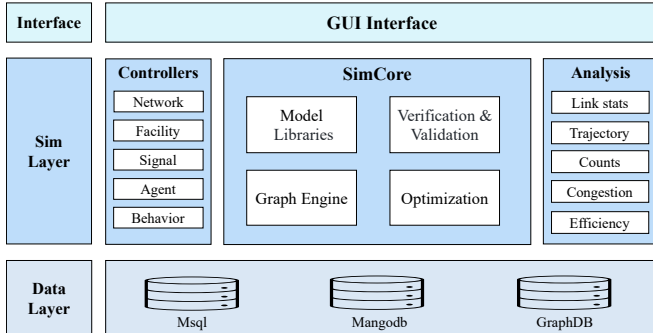 Interface
GUI Interface
Sim
Layer
Controllers
Network
Facility
Signal
Agent
Behavior
SimCore
Model
Libraries
Verification &
Validation
Graph Engine
Optimization
Analysis
Link stats
Trajectory
Counts
Congestion
Efficiency
Data
Layer
Msql
Mangodb
GraphDB